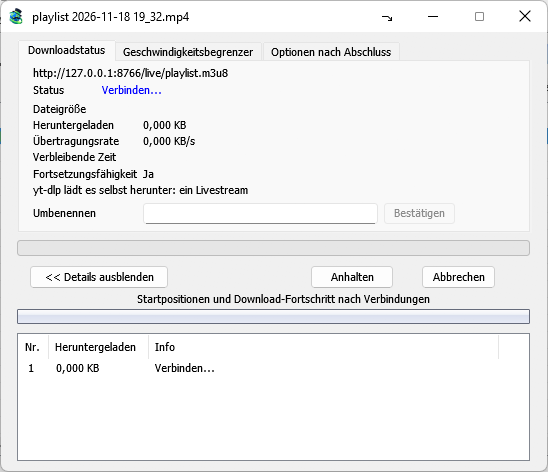 playlist 2026-11-18 19_32.mp4
Downloadstatus Geschwindigkeitsbegrenzer Optionen nach Abschluss
http://127.0.0.1:8766/live/playlist.m3u8
Status Verbinden...
Dateigröße
Heruntergeladen 0,000 KB
Übertragungsrate 0,000 KB/s
Verbleibende Zeit
Fortsetzungsfähigkeit Ja
yt-dlp lädt es selbst herunter: ein Livestream
Umbenennen Bestätigen
<< Details ausblenden Anhalten Abbrechen
Startpositionen und Download-Fortschritt nach Verbindungen
Nr. Heruntergeladen Info
1 0,000 KB Verbinden...